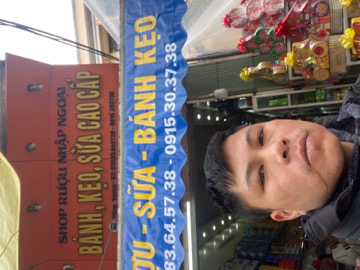 SHOP RƯỢU NHẬP NGOẠI
BÁNH, KẸO, SỮA CAO CẤP
ƯỢU - SỮA - BÁNH KẸO
83.64.57.38 - 0915.30.37.38